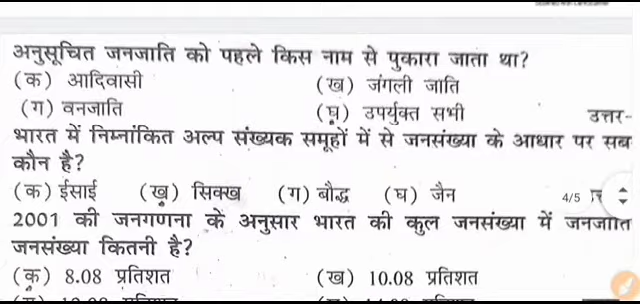 अनुसूचित जनजाति को पहले किस नाम से पुकारा जाता था?
(क) आदिवासी (ख) जंगली जाति
(ग) वनजाति (घ) उपर्युक्त सभी उत्तर-
भारत में निम्नांकित अल्प संख्यक समूहों में से जनसंख्या के आधार पर सब
कौन है?
(क) ईसाई (ख) सिक्ख (ग) बौद्ध (घ) जैन 4/5
2001 की जनगणना के अनुसार भारत की कुल जनसंख्या में जनजाति
जनसंख्या कितनी है?
(क) 8.08 प्रतिशत (ख) 10.08 प्रतिशत